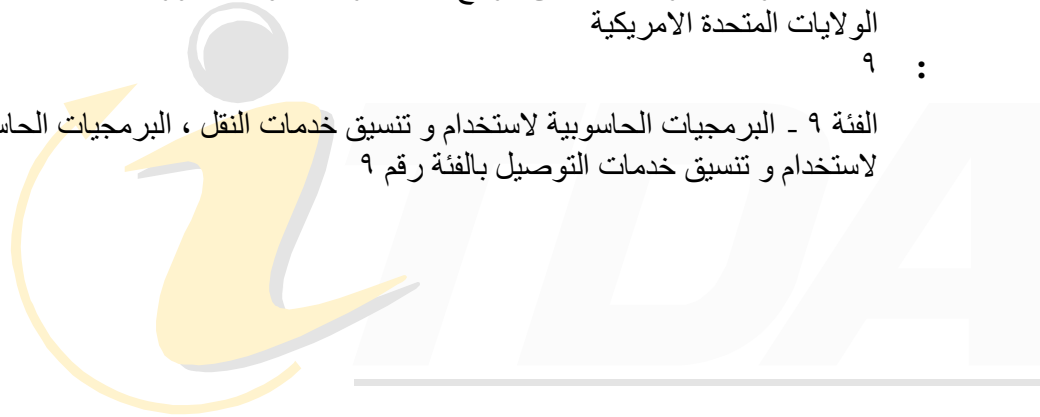 الولايات المتحدة الامريكية
٩ :
الفئة ٩ - البرمجيات الحاسوبية لاستخدام و تنسيق خدمات النقل ، البرمجيات
لاستخدام و تنسيق خدمات التوصيل بالفئة رقم ٩
iTDA